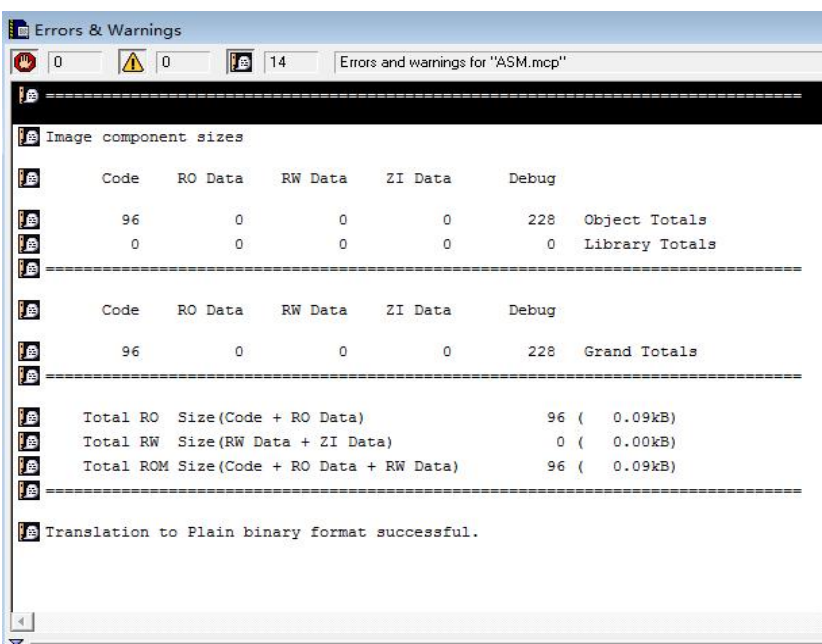 Errors & Warnings
0 0 14 Errors and warnings for "ASM.mcp"
================================================================================
Image component sizes
Code RO Data RW Data ZI Data Debug
96 0 0 0 228 Object Totals
0 0 0 0 0 Library Totals
================================================================================
Code RO Data RW Data ZI Data Debug
96 0 0 0 228 Grand Totals
================================================================================
Total RO Size(Code + RO Data) 96 ( 0.09kB)
Total RW Size(RW Data + ZI Data) 0 ( 0.00kB)
Total ROM Size(Code + RO Data + RW Data) 96 ( 0.09kB)
================================================================================
Translation to Plain binary format successful.